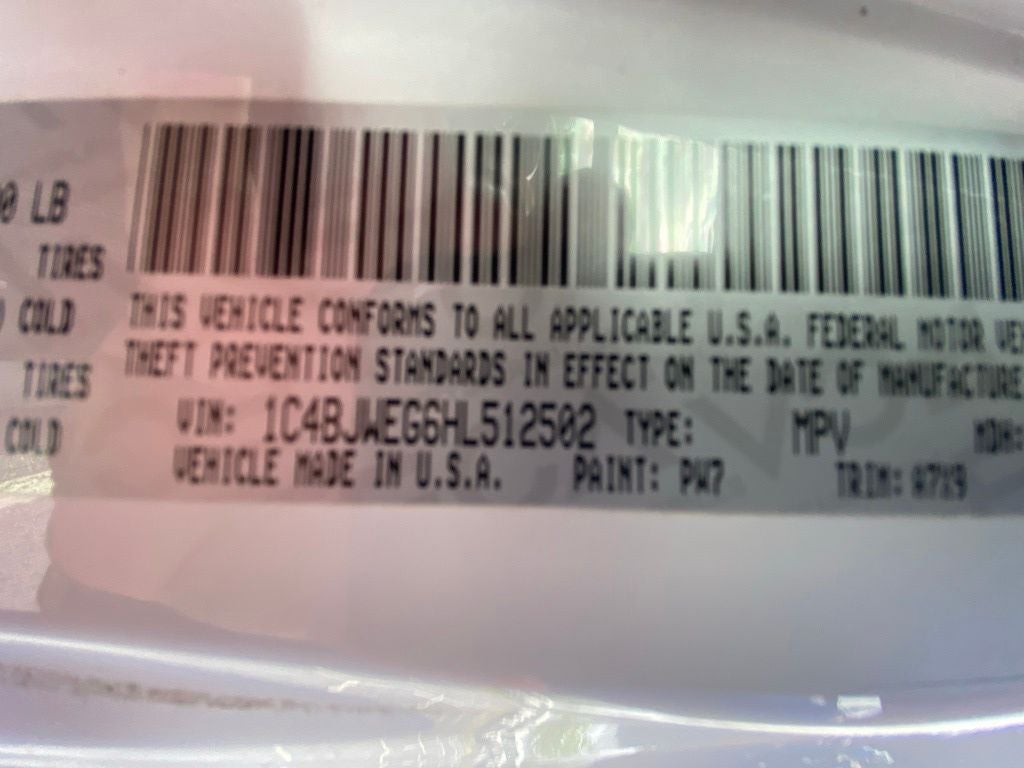 0 LB
TIRES
COLD
TIRES
COLD
THIS VEHICLE CONFORMS TO ALL APPLICABLE U.S.A. FEDERAL MOTOR VE
THEFT PREVENTION STANDARDS IN EFFECT ON THE DATE OF MANUFACTURE
VIN: 1C4BJWEG6HL512502 TYPE: MPV MDH:
VEHICLE MADE IN U.S.A. PAINT: PW7 TRIM: A7X9